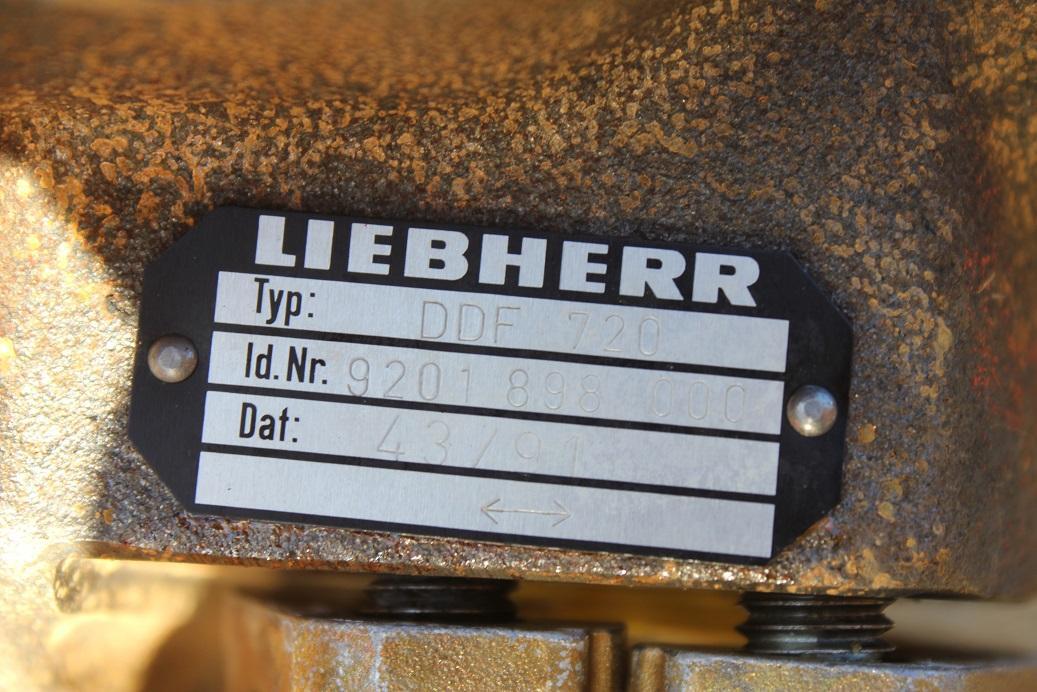 LIEBHERR
Typ: DDF 720
Id.Nr. 9201 898 000
Dat: 43/91